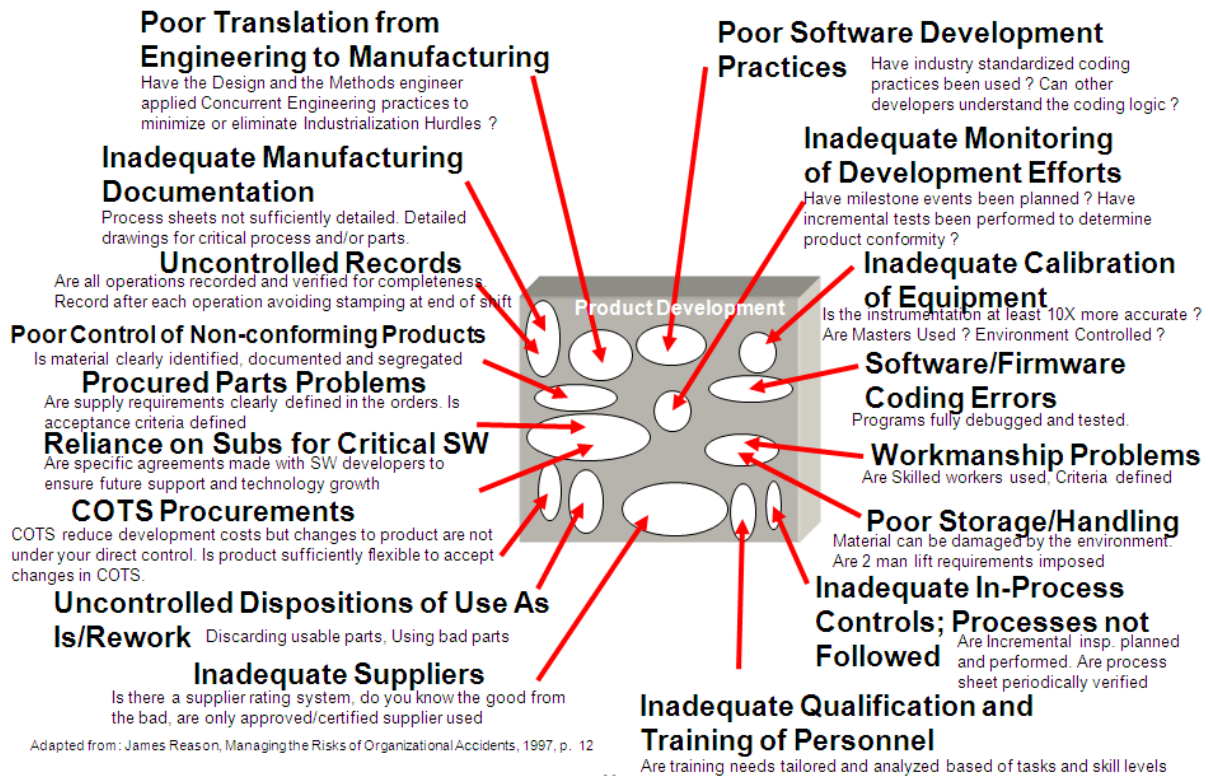 Poor Translation from
Engineering to Manufacturing
Have the Design and the Methods engineer
applied Concurrent Engineering practices to
minimize or eliminate Industrialization Hurdles ?
Inadequate Manufacturing
Documentation
Process sheets not sufficiently detailed. Detailed
drawings for critical process and/or parts.
Uncontrolled Records
Are all operations recorded and verified for completeness.
Record after each operation avoiding stamping at end of shift
Poor Control of Non-conforming Products
Is material clearly identified, documented and segregated
Procured Parts Problems
Are supply requirements clearly defined in the orders. Is
acceptance criteria defined
Reliance on Subs for Critical SW
Are specific agreements made with SW developers to
ensure future support and technology growth
COTS Procurements
COTS reduce development costs but changes to product are not
under your direct control. Is product sufficiently flexible to accept
changes in COTS.
Uncontrolled Dispositions of Use As
Is/Rework
Discarding usable parts, Using bad parts
Inadequate Suppliers
Is there a supplier rating system, do you know the good from
the bad, are only approved/certified supplier used
Adapted from: James Reason, Managing the Risks of Organizational Accidents, 1997, p. 12
Product Development
Poor Software Development
Practices
Have industry standardized coding
practices been used ? Can other
developers understand the coding logic ?
Inadequate Monitoring
of Development Efforts
Have milestone events been planned ? Have
incremental tests been performed to determine
product conformity ?
Inadequate Calibration
of Equipment
Is the instrumentation at least 10X more accurate ?
Are Masters Used ? Environment Controlled ?
Software/Firmware
Coding Errors
Programs fully debugged and tested.
Workmanship Problems
Are Skilled workers used, Criteria defined
Poor Storage/Handling
Material can be damaged by the environment.
Are 2 man lift requirements imposed
Inadequate In-Process
Controls; Processes not
Followed
Are Incremental insp. planned
and performed. Are process
sheet periodically verified
Inadequate Qualification and
Training of Personnel
Are training needs tailored and analyzed based of tasks and skill levels